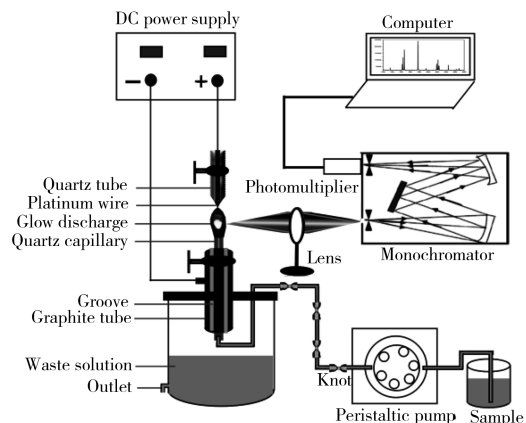 DC power supply
Computer
−
+
Quartz tube
Platinum wire
Glow discharge
Quartz capillary
Photomultiplier
Lens
Monochromator
Groove
Graphite tube
Waste solution
Outlet
Knot
Peristaltic pump
Sample